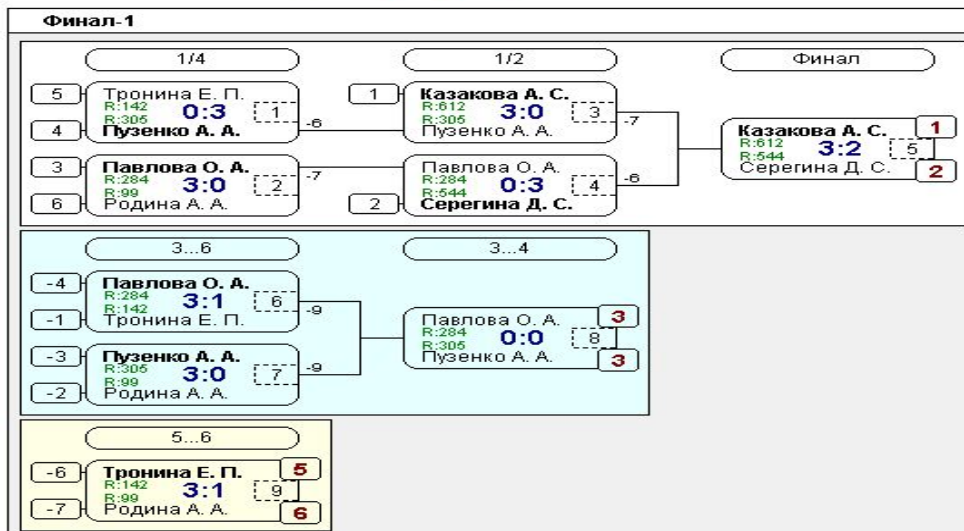 Финал-1
1/4 1/2 Финал
5 Тронина Е. П. 1 Казакова А. С.
R:142 0:3 1 R:612 3:0 3
R:305 R:305
4 Пузенко А. А. -6 Пузенко А. А. -7
Казакова А. С. 1
R:612 3:2 5
R:544
Серегина Д. С. 2
3 Павлова О. А. Павлова О. А.
R:284 3:0 2 -7 R:284 0:3 4 -6
R:99 R:544
6 Родина А. А. 2 Серегина Д. С.
3...6 3...4
-4 Павлова О. А.
R:284 3:1 6 -9
R:142
-1 Тронина Е. П.
Павлова О. А. 3
R:284 0:0 8
R:305
Пузенко А. А. 3
-3 Пузенко А. А.
R:305 3:0 7 -9
R:99
-2 Родина А. А.
5...6
-6 Тронина Е. П. 5
R:142 3:1 9
R:99
-7 Родина А. А. 6